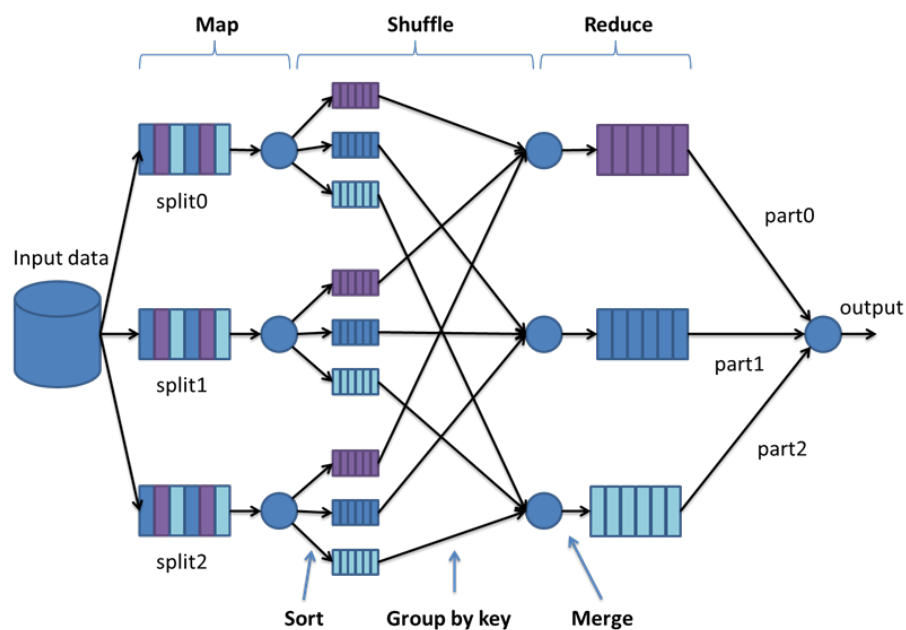 Map
Shuffle
Reduce
split0
part0
Input data
output
split1
part1
part2
split2
Sort
Group by key
Merge